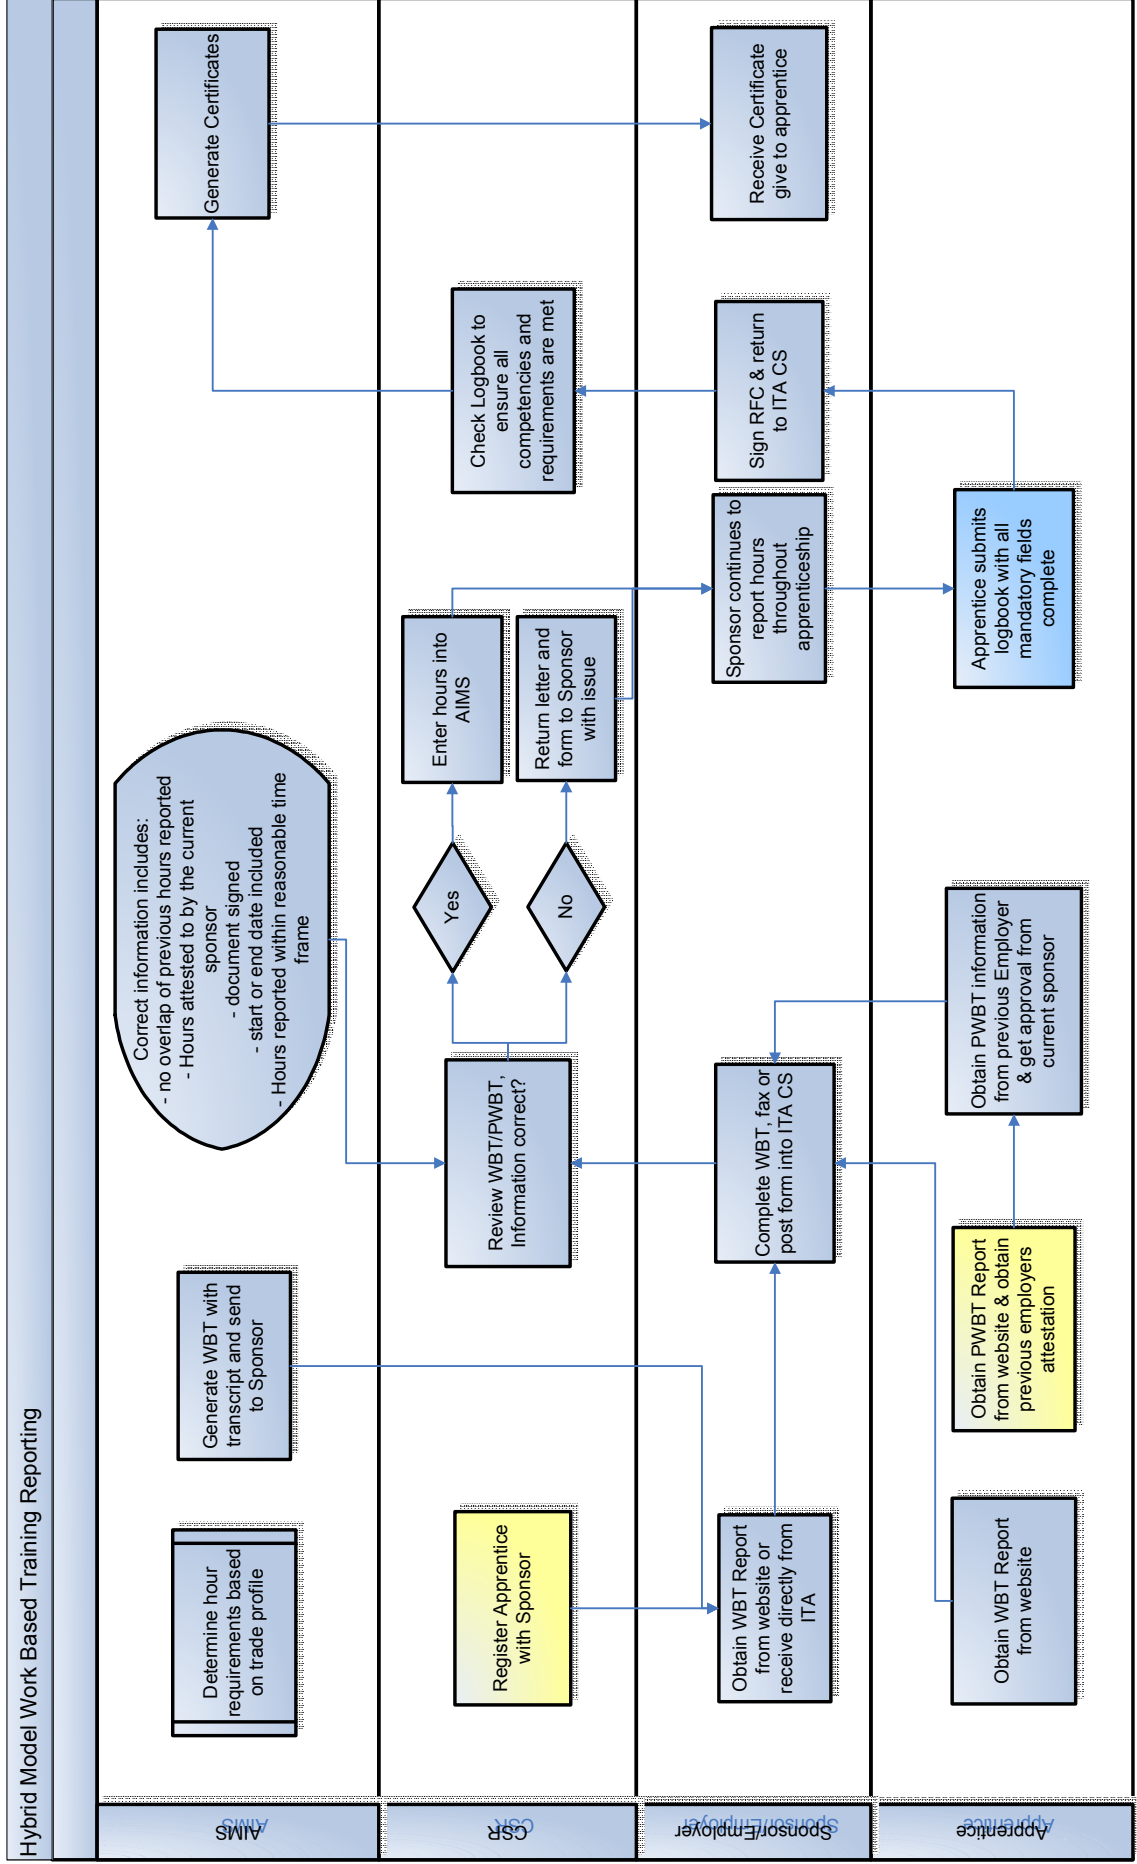 Hybrid Model Work Based Training Reporting
AIMS
AIMS
Determine hour
requirements based
on trade profile
Generate WBT with
transcript and send
to Sponsor
Correct information includes:
- no overlap of previous hours reported
- Hours attested to by the current
sponsor
- document signed
- start or end date included
- Hours reported within reasonable time
frame
Generate Certificates
CSR
CSR
Register Apprentice
with Sponsor
Review WBT/PWBT,
Information correct?
Yes
No
Enter hours into
AIMS
Return letter and
form to Sponsor
with issue
Check Logbook to
ensure all
competencies and
requirements are met
Sponsor/Employer
Sponsor/Employer
Obtain WBT Report
from website or
receive directly from
ITA
Complete WBT, fax or
post form into ITA CS
Sponsor continues to
report hours
throughout
apprenticeship
Sign RFC & return
to ITA CS
Receive Certificate
give to apprentice
Apprentice
Apprentice
Obtain WBT Report
from website
Obtain PWBT Report
from website & obtain
previous employers
attestation
Obtain PWBT information
from previous Employer
& get approval from
current sponsor
Apprentice submits
logbook with all
mandatory fields
complete